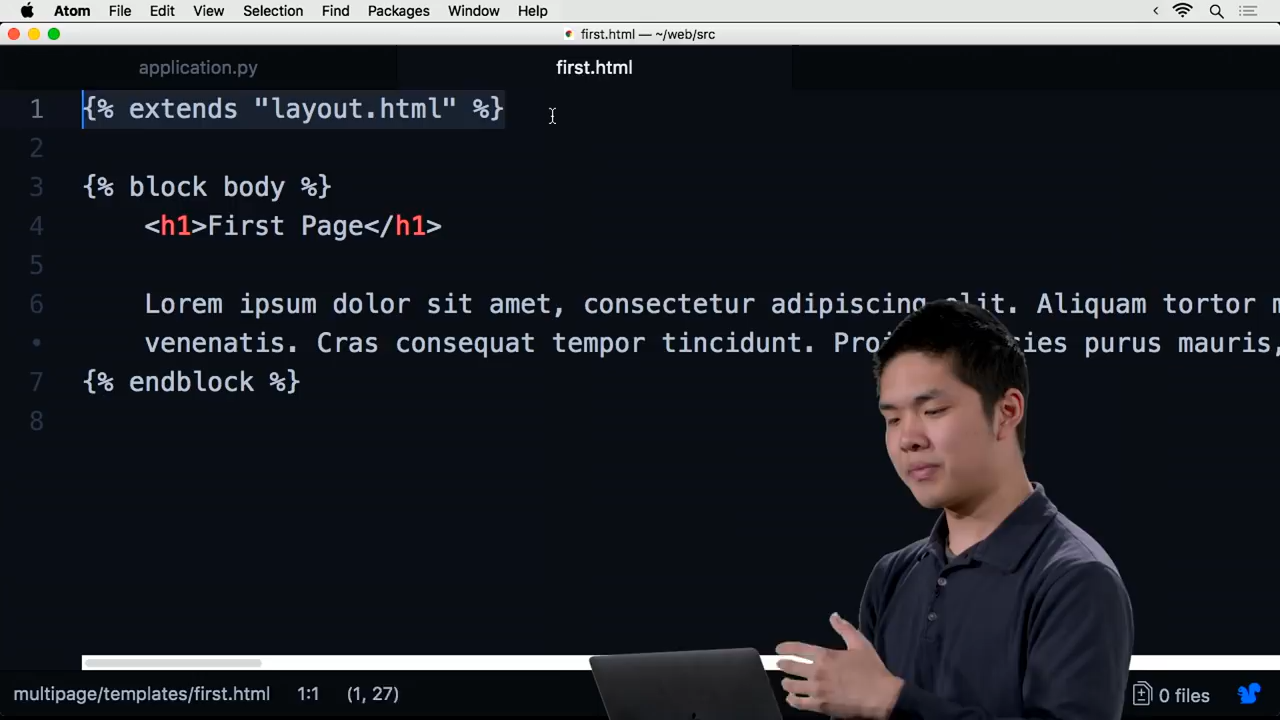 Atom File Edit View Selection Find Packages Window Help
first.html — ~/web/src
application.py first.html
1 {% extends "layout.html" %}
2
3 {% block body %}
4 <h1>First Page</h1>
5
6 Lorem ipsum dolor sit amet, consectetur adipiscing elit. Aliquam tortor
• venenatis. Cras consequat tempor tincidunt. purus mauris,
7 {% endblock %}
8
multipage/templates/first.html 1:1 (1, 27) 0 files